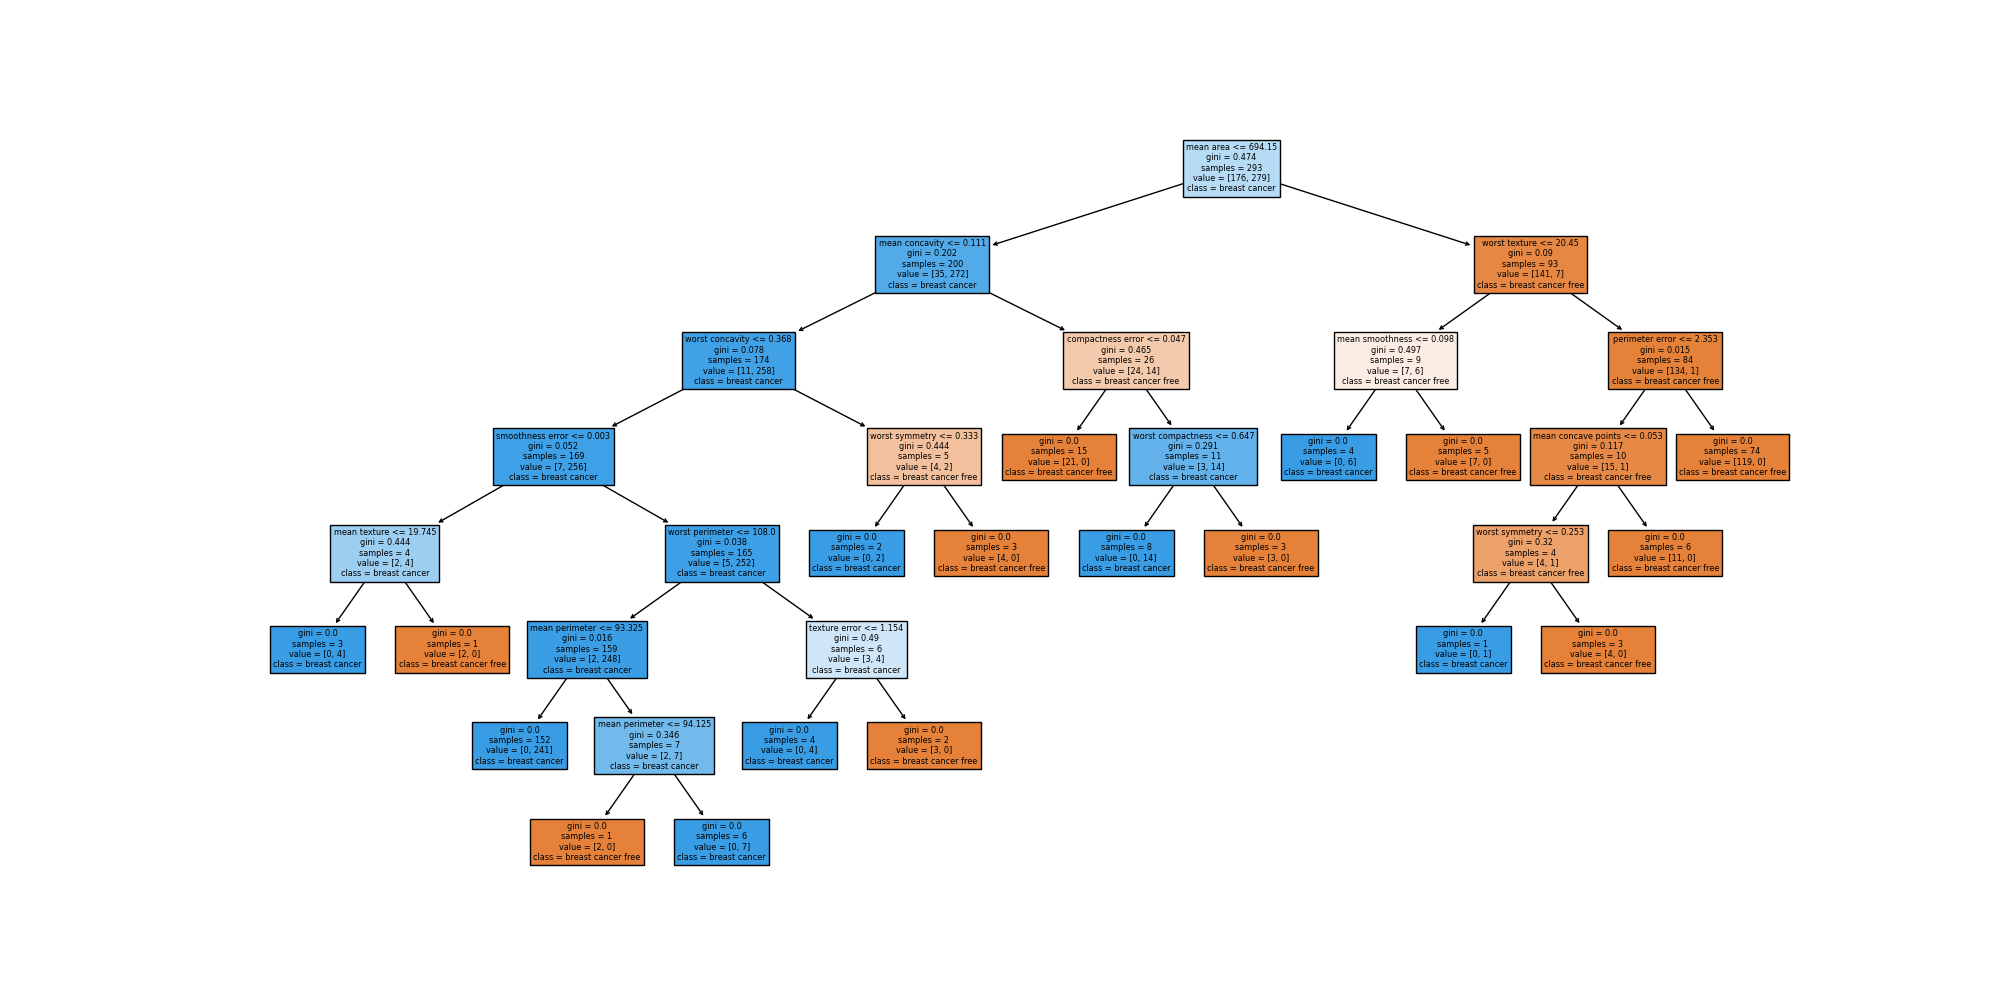 mean area <= 694.15
gini = 0.474
samples = 293
value = [176, 279]
class = breast cancer
mean concavity <= 0.111
gini = 0.202
samples = 200
value = [35, 272]
class = breast cancer
worst texture <= 20.45
gini = 0.09
samples = 93
value = [141, 7]
class = breast cancer free
worst concavity <= 0.368
gini = 0.078
samples = 174
value = [11, 258]
class = breast cancer
compactness error <= 0.047
gini = 0.465
samples = 26
value = [24, 14]
class = breast cancer free
mean smoothness <= 0.098
gini = 0.497
samples = 9
value = [7, 6]
class = breast cancer free
perimeter error <= 2.353
gini = 0.015
samples = 84
value = [134, 1]
class = breast cancer free
smoothness error <= 0.003
gini = 0.052
samples = 169
value = [7, 256]
class = breast cancer
worst symmetry <= 0.333
gini = 0.444
samples = 5
value = [4, 2]
class = breast cancer free
gini = 0.0
samples = 15
value = [21, 0]
class = breast cancer free
worst compactness <= 0.647
gini = 0.291
samples = 11
value = [3, 14]
class = breast cancer
gini = 0.0
samples = 4
value = [0, 6]
class = breast cancer
gini = 0.0
samples = 5
value = [7, 0]
class = breast cancer free
mean concave points <= 0.053
gini = 0.117
samples = 10
value = [15, 1]
class = breast cancer free
gini = 0.0
samples = 74
value = [119, 0]
class = breast cancer free
mean texture <= 19.745
gini = 0.444
samples = 4
value = [2, 4]
class = breast cancer
worst perimeter <= 108.0
gini = 0.038
samples = 165
value = [5, 252]
class = breast cancer
gini = 0.0
samples = 2
value = [0, 2]
class = breast cancer
gini = 0.0
samples = 3
value = [4, 0]
class = breast cancer free
gini = 0.0
samples = 8
value = [0, 14]
class = breast cancer
gini = 0.0
samples = 3
value = [3, 0]
class = breast cancer free
worst symmetry <= 0.253
gini = 0.32
samples = 4
value = [4, 1]
class = breast cancer free
gini = 0.0
samples = 6
value = [11, 0]
class = breast cancer free
gini = 0.0
samples = 3
value = [0, 4]
class = breast cancer
gini = 0.0
samples = 1
value = [2, 0]
class = breast cancer free
mean perimeter <= 93.325
gini = 0.016
samples = 159
value = [2, 248]
class = breast cancer
texture error <= 1.154
gini = 0.49
samples = 6
value = [3, 4]
class = breast cancer
gini = 0.0
samples = 1
value = [0, 1]
class = breast cancer
gini = 0.0
samples = 3
value = [4, 0]
class = breast cancer free
gini = 0.0
samples = 152
value = [0, 241]
class = breast cancer
mean perimeter <= 94.125
gini = 0.346
samples = 7
value = [2, 7]
class = breast cancer
gini = 0.0
samples = 4
value = [0, 4]
class = breast cancer
gini = 0.0
samples = 2
value = [3, 0]
class = breast cancer free
gini = 0.0
samples = 1
value = [2, 0]
class = breast cancer free
gini = 0.0
samples = 6
value = [0, 7]
class = breast cancer